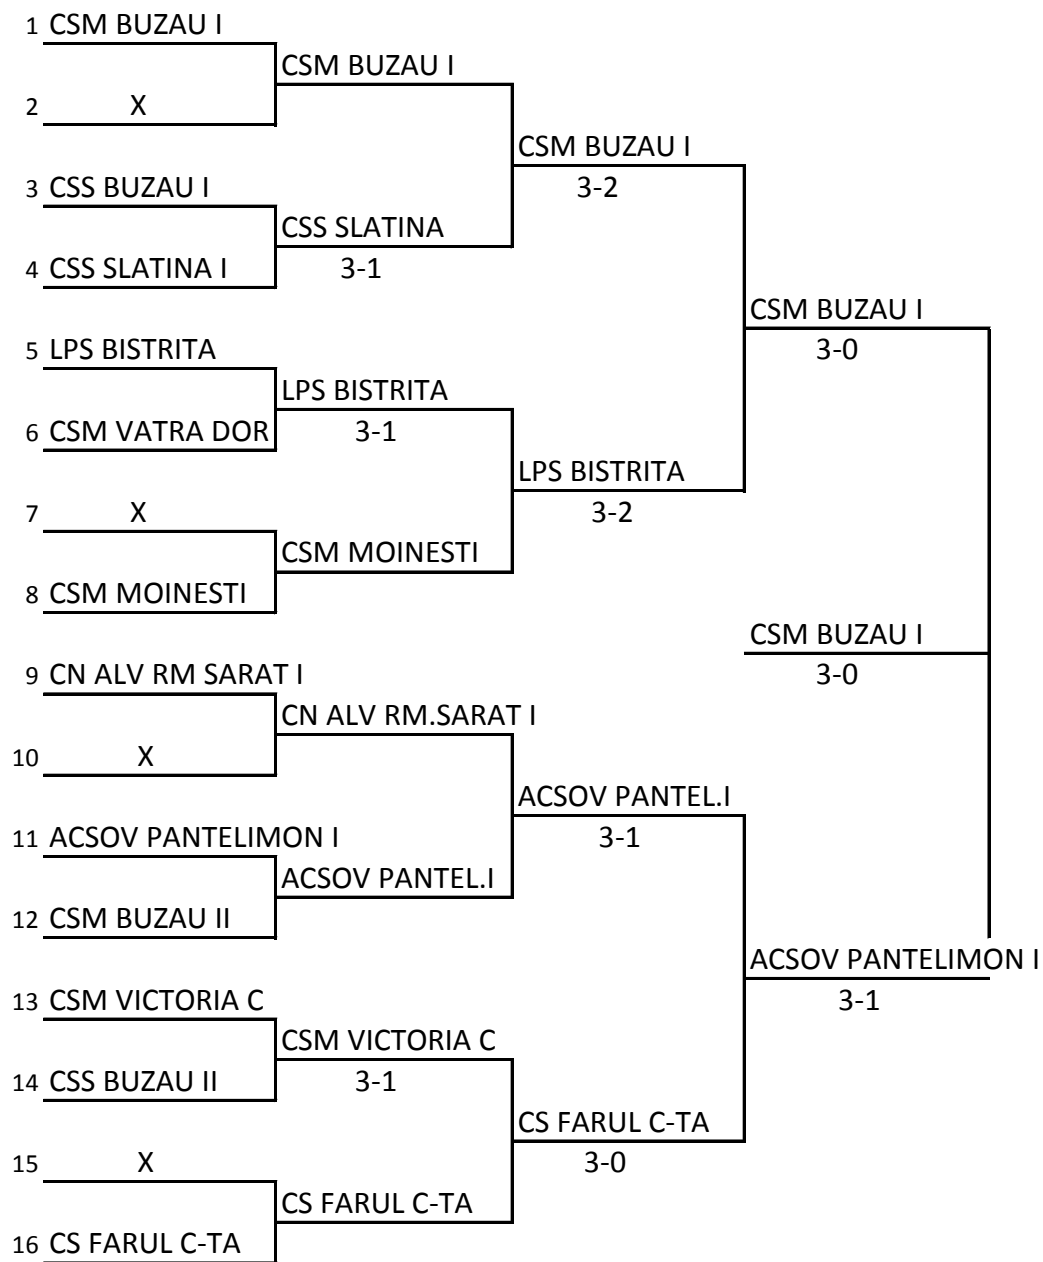 1 CSM BUZAU I
CSM BUZAU I
2 X
CSM BUZAU I
3 CSS BUZAU I
3-2
CSS SLATINA
4 CSS SLATINA I
3-1
CSM BUZAU I
5 LPS BISTRITA
3-0
LPS BISTRITA
6 CSM VATRA DOR
3-1
LPS BISTRITA
7 X
3-2
CSM MOINESTI
8 CSM MOINESTI
CSM BUZAU I
9 CN ALV RM SARAT I
3-0
CN ALV RM.SARAT I
10 X
ACSOV PANTEL.I
11 ACSOV PANTELIMON I
3-1
ACSOV PANTEL.I
12 CSM BUZAU II
ACSOV PANTELIMON I
13 CSM VICTORIA C
3-1
CSM VICTORIA C
14 CSS BUZAU II
3-1
CS FARUL C-TA
15 X
3-0
CS FARUL C-TA
16 CS FARUL C-TA